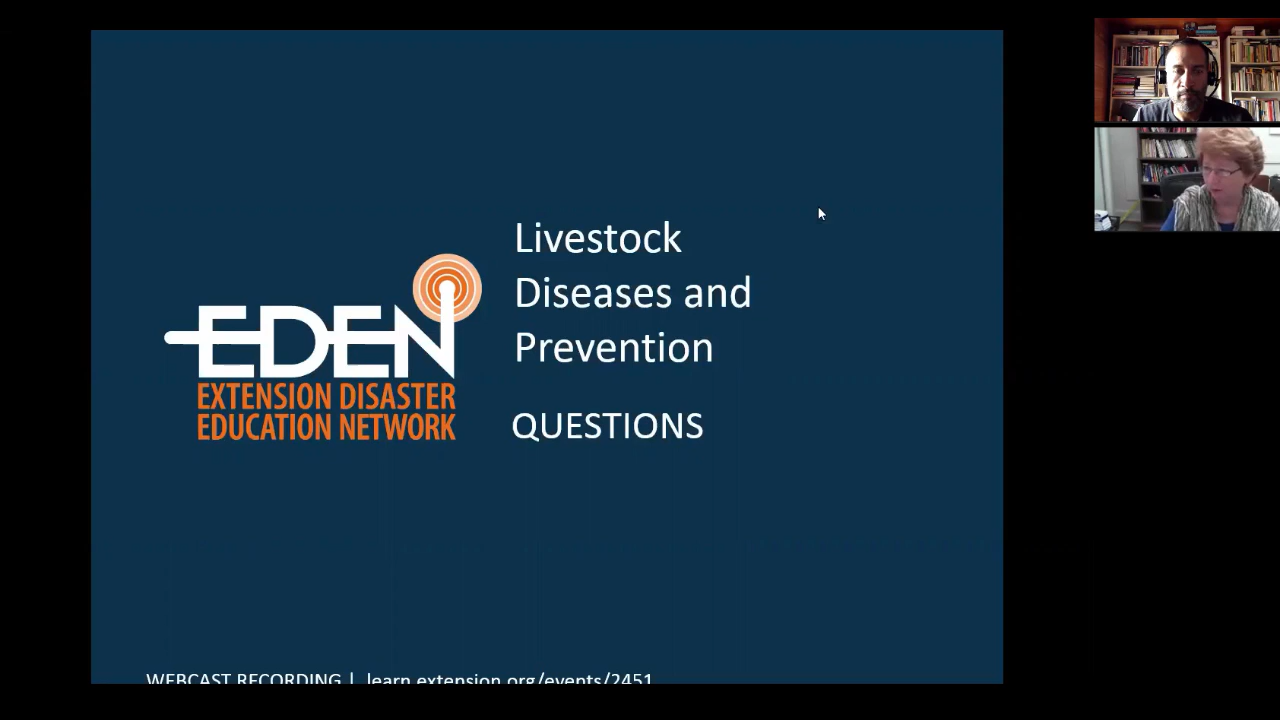 Livestock
Diseases and
Prevention
EDEN
EXTENSION DISASTER
EDUCATION NETWORK
QUESTIONS
WEBCAST RECORDING | learn.extension.org/events/2451